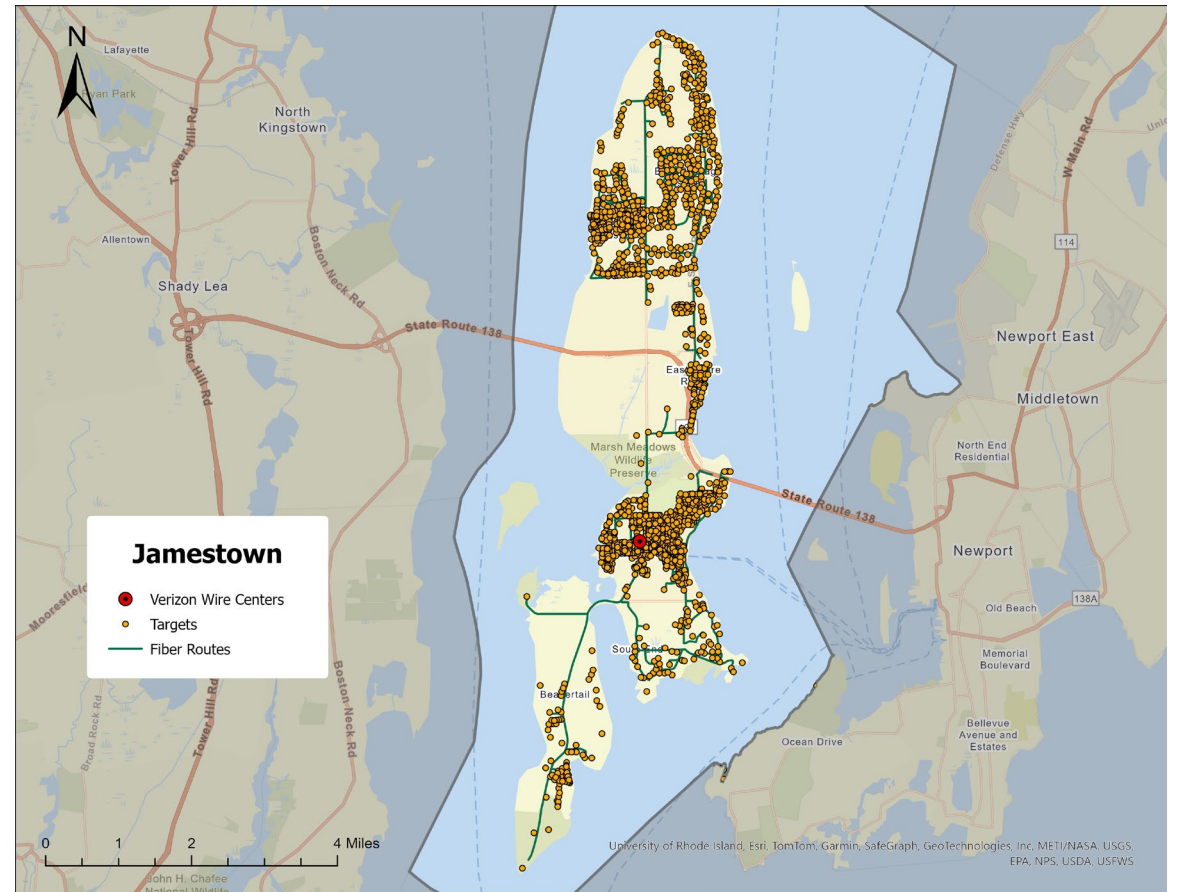 N
Lafayette
Ryan Park
North
Kingstown
Tower Hill Rd
W Main Rd
Defense Hwy
Allentown
Boston Neck Rd
114
Shady Lea
State Route 138
Tower Hill Rd
Newport East
Middletown
Marsh Meadows
Wildlife
Preserve
North End
Residential
State Route 138
Newport
Jamestown
Verizon Wire Centers
Targets
Fiber Routes
Mooresfield
Old Beach
138A
Memorial
Boulevard
Beavertail
Boston Neck Rd
Tower Hill Rd
Broad Rock Rd
Bellevue
Avenue and
Estates
Ocean Drive
0 1 2 4 Miles
University of Rhode Island, Esri, TomTom, Garmin, SafeGraph, GeoTechnologies, Inc, METI/NASA, USGS,
EPA, NPS, USDA, USFWS
John H. Chafee
National Wildlife